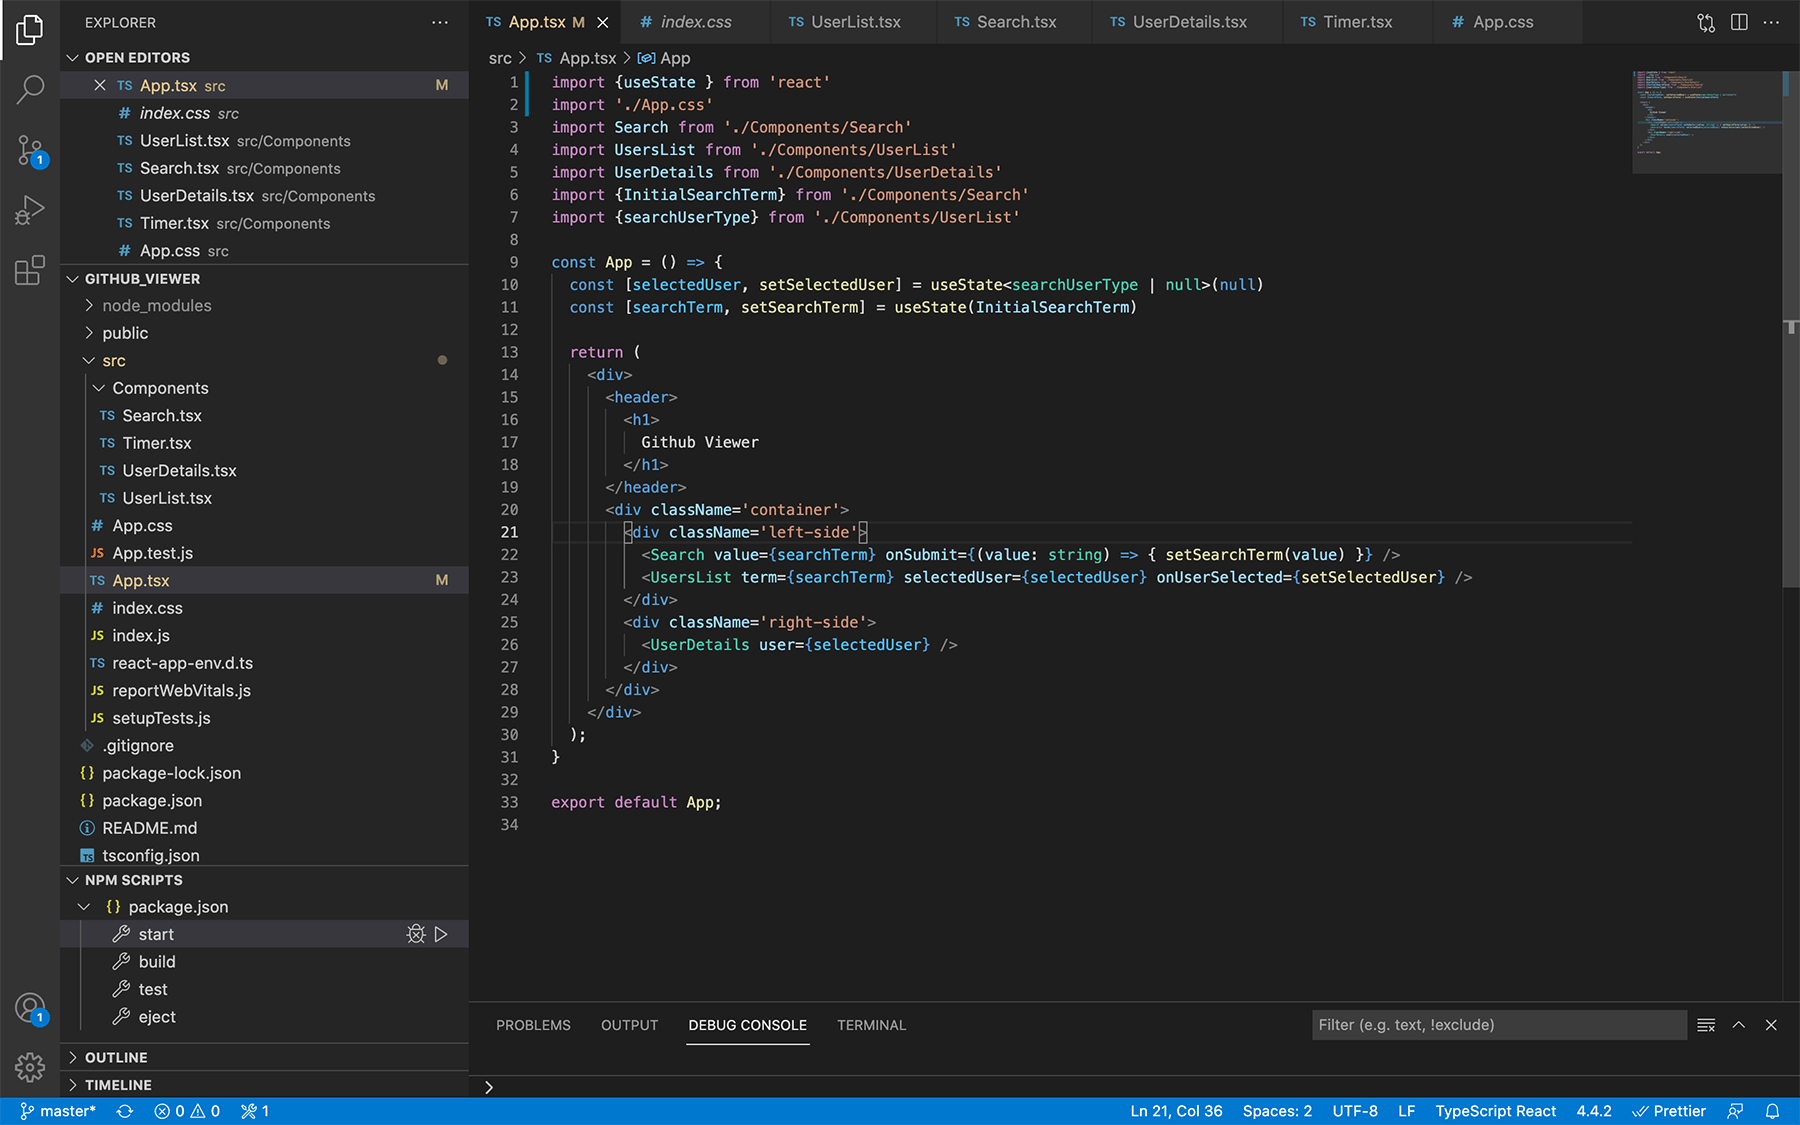 EXPLORER
OPEN EDITORS
TS App.tsx src M
# index.css src
TS UserList.tsx src/Components
TS Search.tsx src/Components
TS UserDetails.tsx src/Components
TS Timer.tsx src/Components
# App.css src
GITHUB_VIEWER
node_modules
public
src
Components
TS Search.tsx
TS Timer.tsx
TS UserDetails.tsx
TS UserList.tsx
# App.css
JS App.test.js
TS App.tsx M
# index.css
JS index.js
TS react-app-env.d.ts
JS reportWebVitals.js
JS setupTests.js
.gitignore
{} package-lock.json
{} package.json
README.md
TS tsconfig.json
NPM SCRIPTS
{} package.json
start
build
test
eject
OUTLINE
TIMELINE
1
1
TS App.tsx M
# index.css
TS UserList.tsx
TS Search.tsx
TS UserDetails.tsx
TS Timer.tsx
# App.css
src > TS App.tsx > App
1 import {useState } from 'react'
2 import './App.css'
3 import Search from './Components/Search'
4 import UsersList from './Components/UserList'
5 import UserDetails from './Components/UserDetails'
6 import {InitialSearchTerm} from './Components/Search'
7 import {searchUserType} from './Components/UserList'
8
9 const App = () => {
10 const [selectedUser, setSelectedUser] = useState<searchUserType | null>(null)
11 const [searchTerm, setSearchTerm] = useState(InitialSearchTerm)
12
13 return (
14 <div>
15 <header>
16 <h1>
17 Github Viewer
18 </h1>
19 </header>
20 <div className='container'>
21 <div className='left-side'>
22 <Search value={searchTerm} onSubmit={(value: string) => { setSearchTerm(value) }} />
23 <UsersList term={searchTerm} selectedUser={selectedUser} onUserSelected={setSelectedUser} />
24 </div>
25 <div className='right-side'>
26 <UserDetails user={selectedUser} />
27 </div>
28 </div>
29 </div>
30 );
31 }
32
33 export default App;
34
PROBLEMS OUTPUT DEBUG CONSOLE TERMINAL
Filter (e.g. text, !exclude)
>
master* 0 0 1
Ln 21, Col 36 Spaces: 2 UTF-8 LF TypeScript React 4.4.2 Prettier